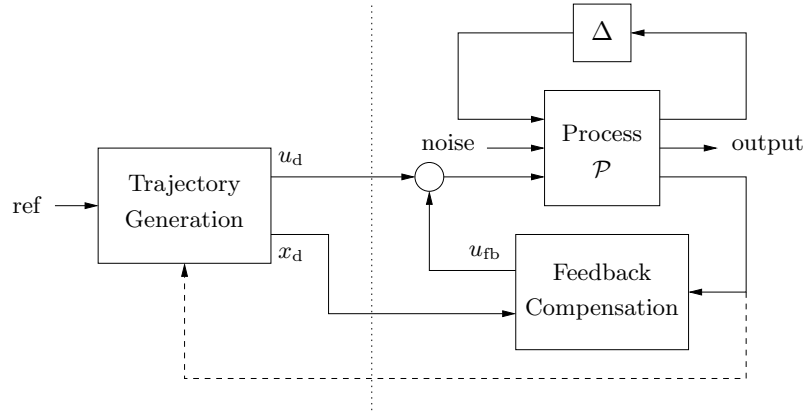 Δ
noise
Process
𝒫
output
u_d
Trajectory
Generation
ref
x_d
u_fb
Feedback
Compensation